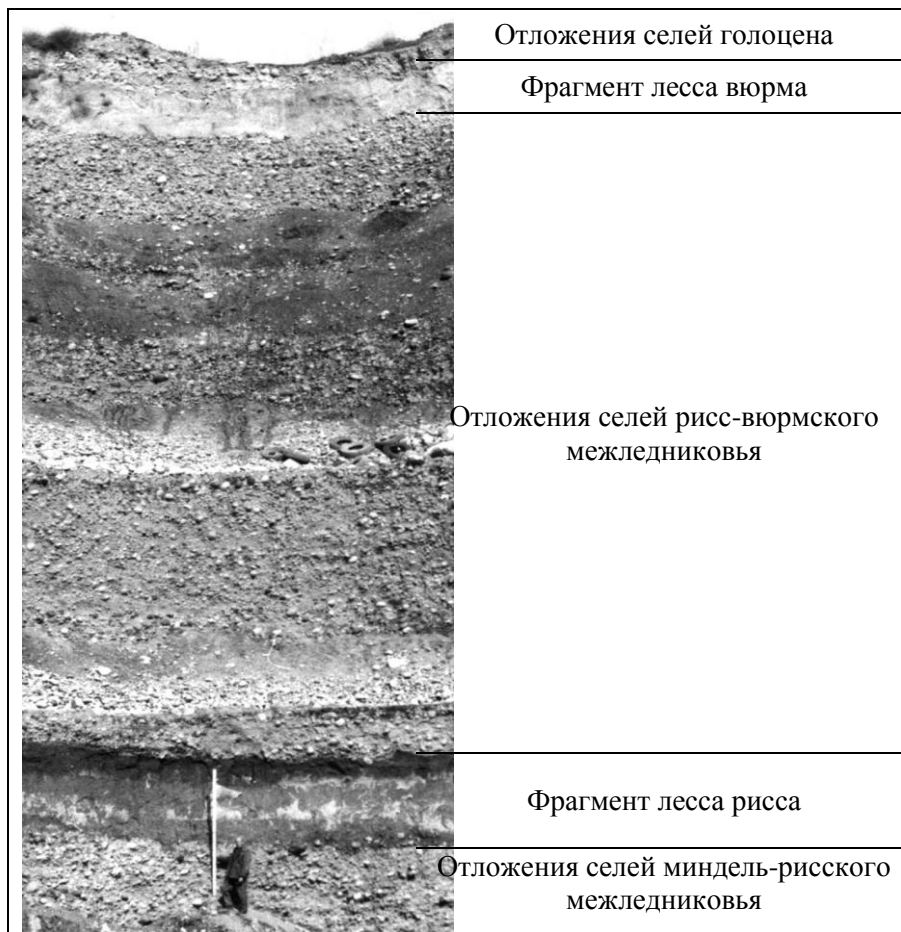 Отложения селей голоцена
Фрагмент лесса вюрма
Отложения селей рисс-вюрмского
межледниковья
Фрагмент лесса рисса
Отложения селей миндель-рисского
межледниковья